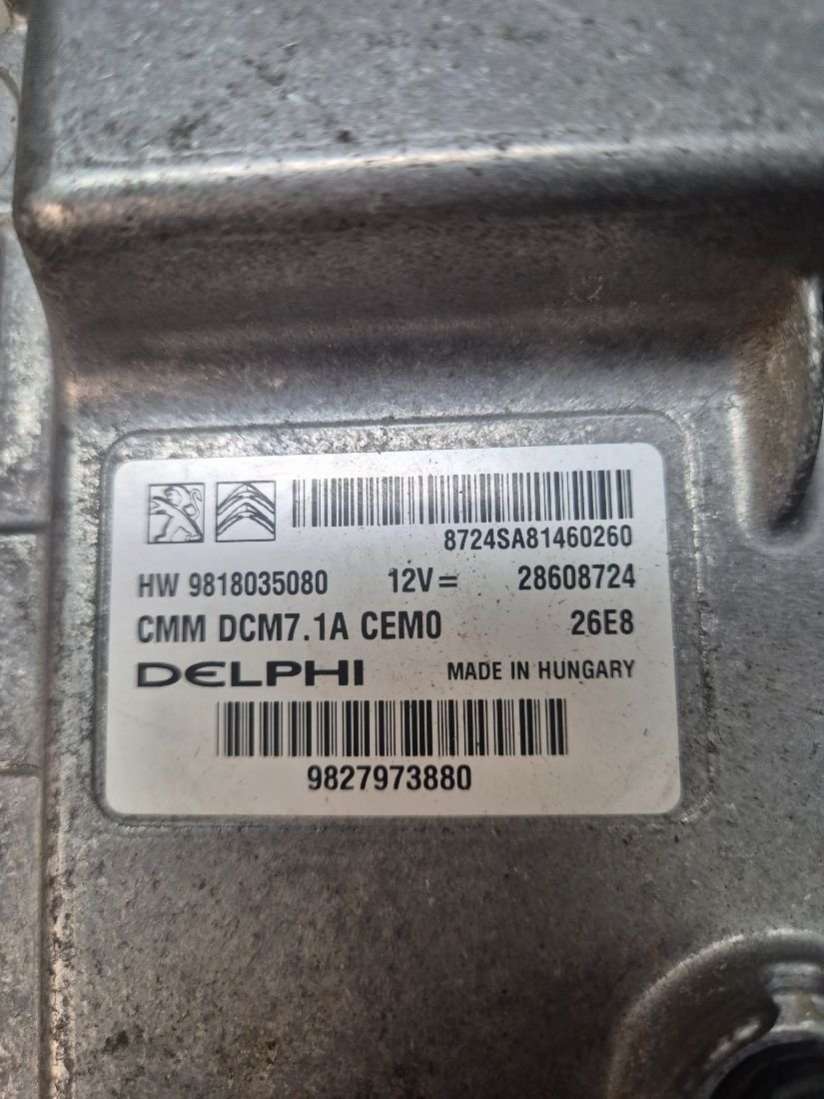 8724SA81460260
HW 9818035080 12V= 28608724
CMM DCM7.1A CEM0 26E8
DELPHI MADE IN HUNGARY
9827973880